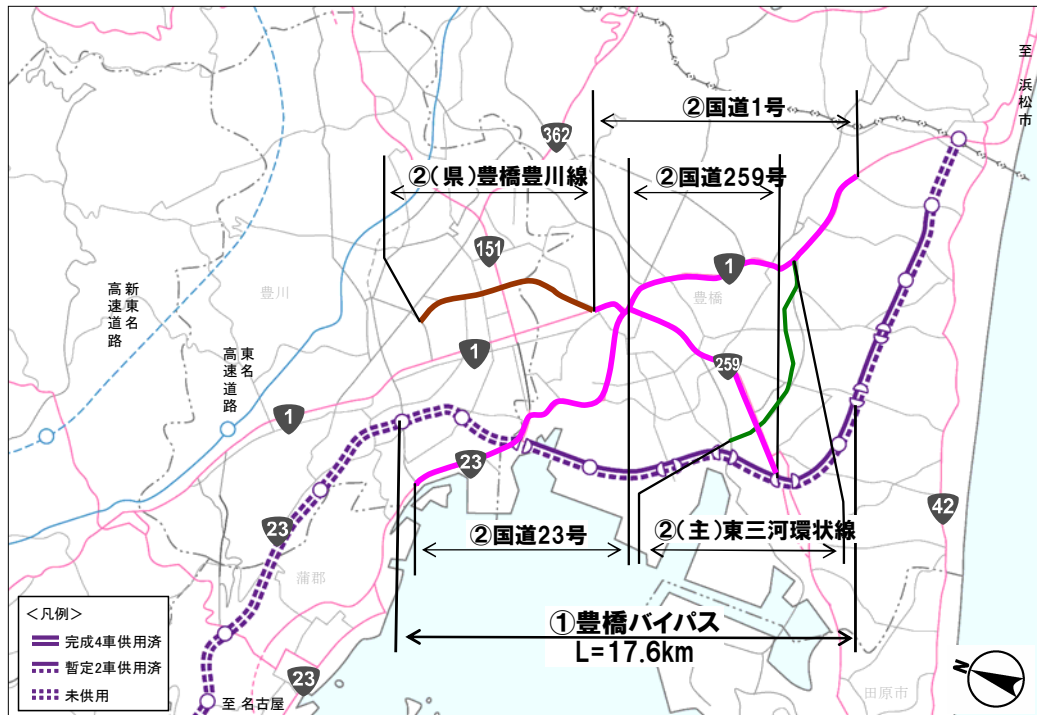 至 浜松市
②国道1号
362
②(県)豊橋豊川線
②国道259号
151
1
豊川
豊橋
新東名高速道路
東名高速道路
1
259
1
23
42
23
②国道23号
②(主)東三河環状線
蒲郡
①豊橋バイパス
L=17.6km
<凡例>
完成4車供用済
暫定2車供用済
未供用
23
至 名古屋
田原市
N